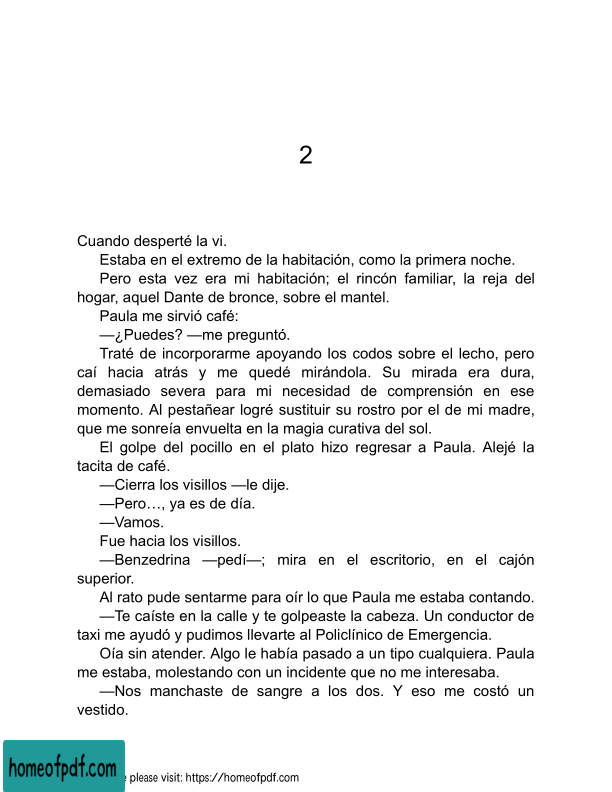 2
Cuando desperté la vi.
Estaba en el extremo de la habitación, como la primera noche.
Pero esta vez era mi habitación; el rincón familiar, la reja del
hogar, aquel Dante de bronce, sobre el mantel.
Paula me sirvió café:
—¿Puedes? —me preguntó.
Traté de incorporarme apoyando los codos sobre el lecho, pero
caí hacia atrás y me quedé mirándola. Su mirada era dura,
demasiado severa para mi necesidad de comprensión en ese
momento. Al pestañear logré sustituir su rostro por el de mi madre,
que me sonreía envuelta en la magia curativa del sol.
El golpe del pocillo en el plato hizo regresar a Paula. Alejé la
tacita de café.
—Cierra los visillos —le dije.
—Pero…, ya es de día.
—Vamos.
Fue hacia los visillos.
—Benzedrina —pedí—; mira en el escritorio, en el cajón
superior.
Al rato pude sentarme para oír lo que Paula me estaba contando.
—Te caíste en la calle y te golpeaste la cabeza. Un conductor de
taxi me ayudó y pudimos llevarte al Policlínico de Emergencia.
Oía sin atender. Algo le había pasado a un tipo cualquiera. Paula
me estaba, molestando con un incidente que no me interesaba.
—Nos manchaste de sangre a los dos. Y eso me costó un
vestido.
homeofpdf.com
please visit: https://homeofpdf.com